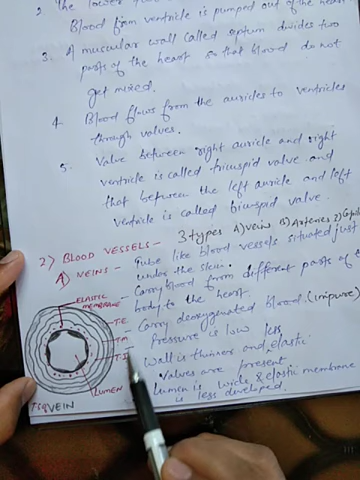 2. The lower
Blood from ventricle is pumped out of the heart.
3. A muscular wall called septum divides two
parts of the heart so that blood do not
get mixed.
4. Blood flows from the auricles to ventricles
through valves.
5. Valve between right auricle and right
ventricle is called tricuspid valve and
that between the left auricle and left
ventricle is called bicuspid valve.
2) BLOOD VESSELS - 3 types A) vein B) Arteries
A) VEINS - Tube like blood vessels situated just
under the skin.
- Carry blood from different parts of
body to the heart.
- Carry deoxygenated blood. (impure)
- Pressure is low
- Wall is thinner and less elastic
- Valves are present
- Lumen is wide & elastic membrane
is less developed.
ELASTIC
MEMBRANE
T.E
T.M
T.I
LUMEN
VEIN